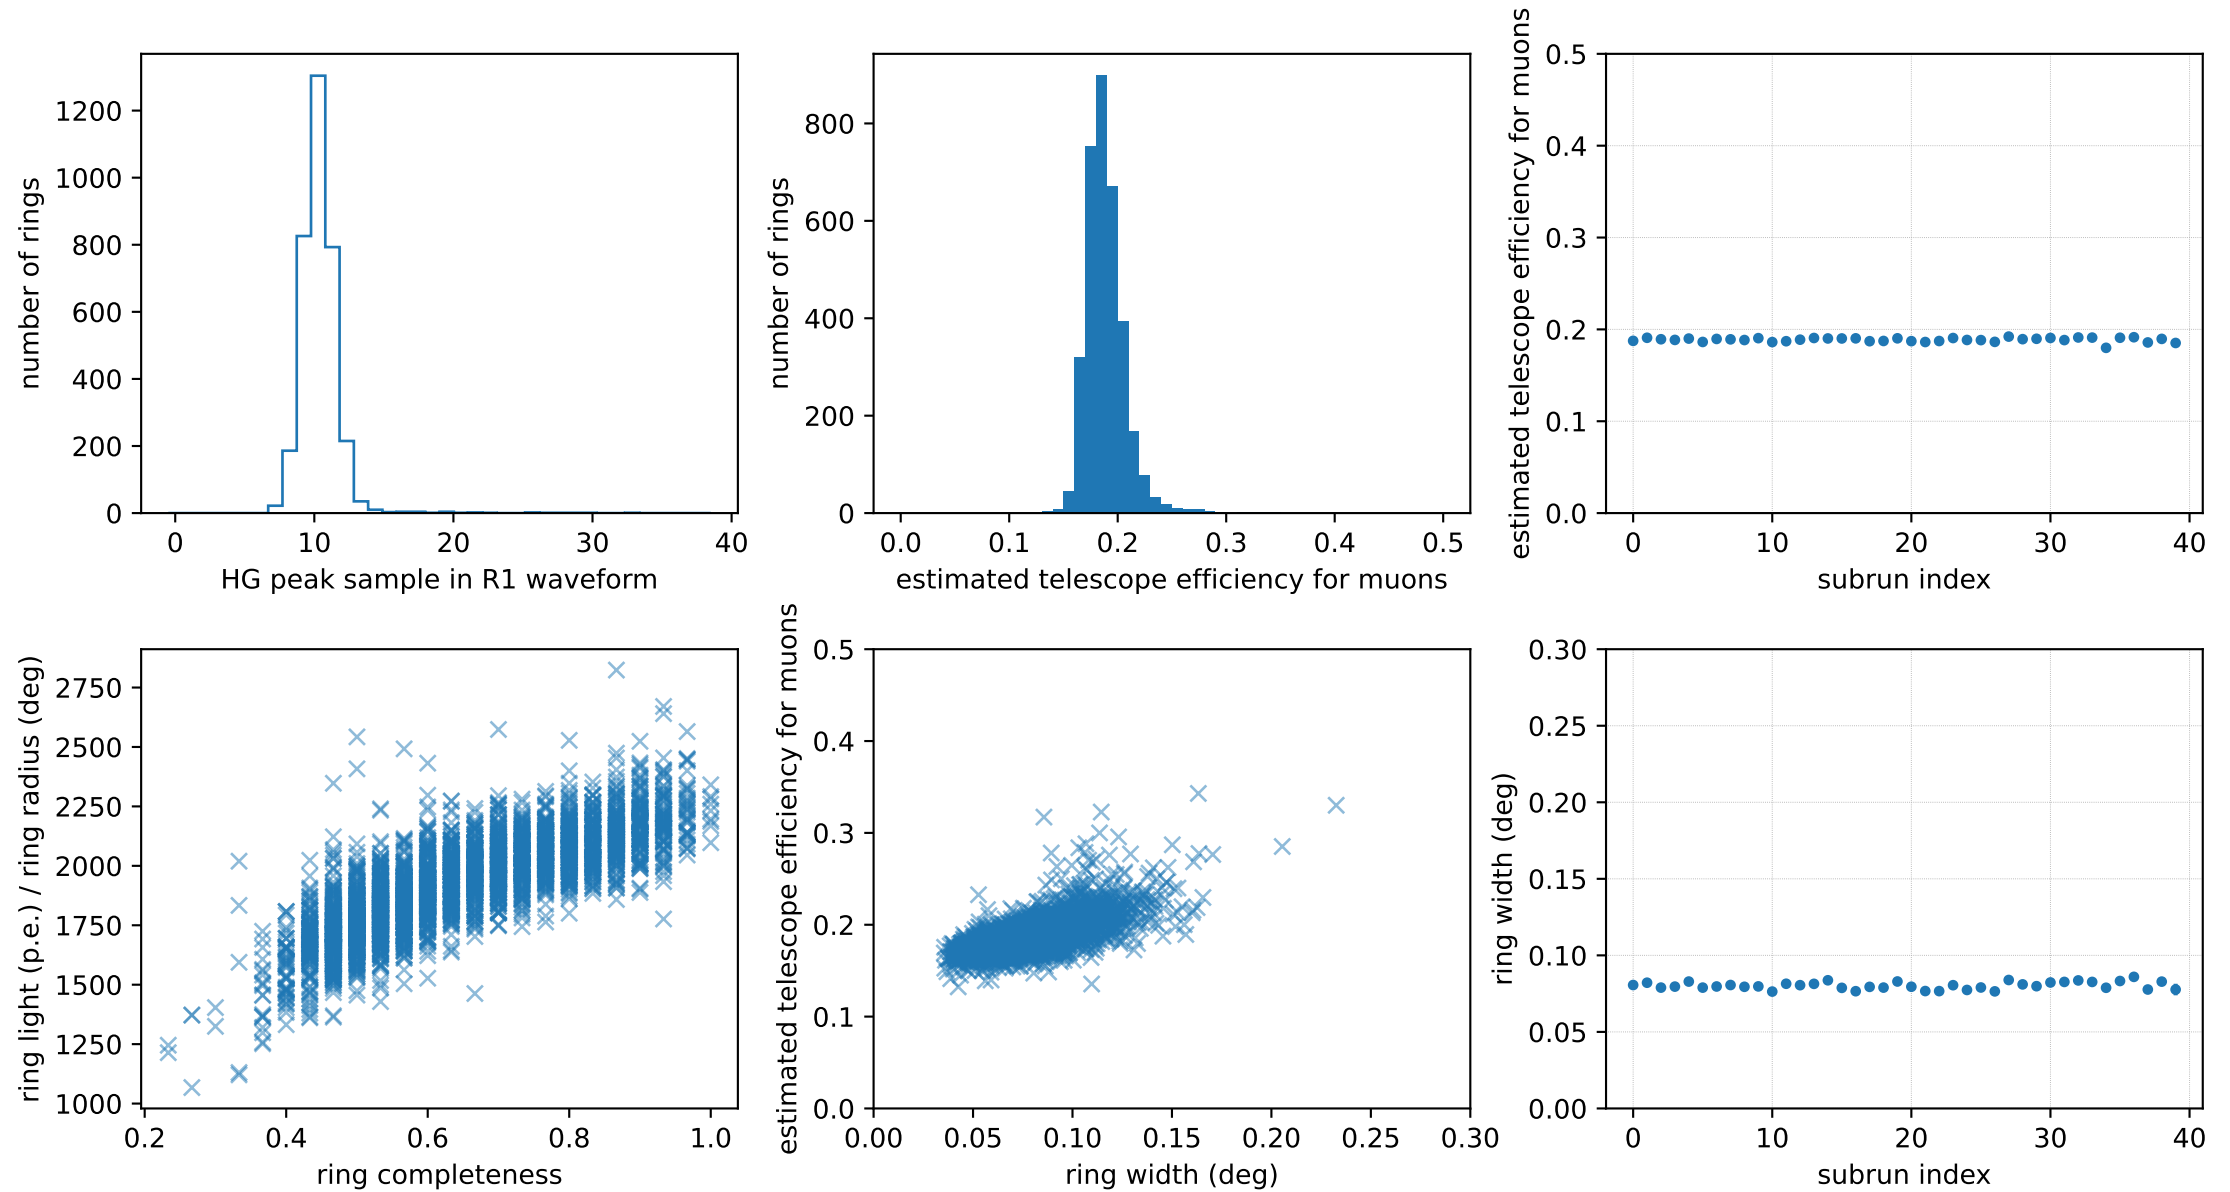 1200
1000
800
600
400
200
0
number of rings
0 10 20 30 40
HG peak sample in R1 waveform
800
600
400
200
0
number of rings
0.0 0.1 0.2 0.3 0.4 0.5
estimated telescope efficiency for muons
0.5
0.4
0.3
0.2
0.1
0.0
estimated telescope efficiency for muons
0 10 20 30 40
subrun index
2750
2500
2250
2000
1750
1500
1250
1000
ring light (p.e.) / ring radius (deg)
0.2 0.4 0.6 0.8 1.0
ring completeness
0.5
0.4
0.3
0.2
0.1
0.0
estimated telescope efficiency for muons
0.00 0.05 0.10 0.15 0.20 0.25 0.30
ring width (deg)
0.30
0.25
0.20
0.15
0.10
0.05
0.00
ring width (deg)
0 10 20 30 40
subrun index